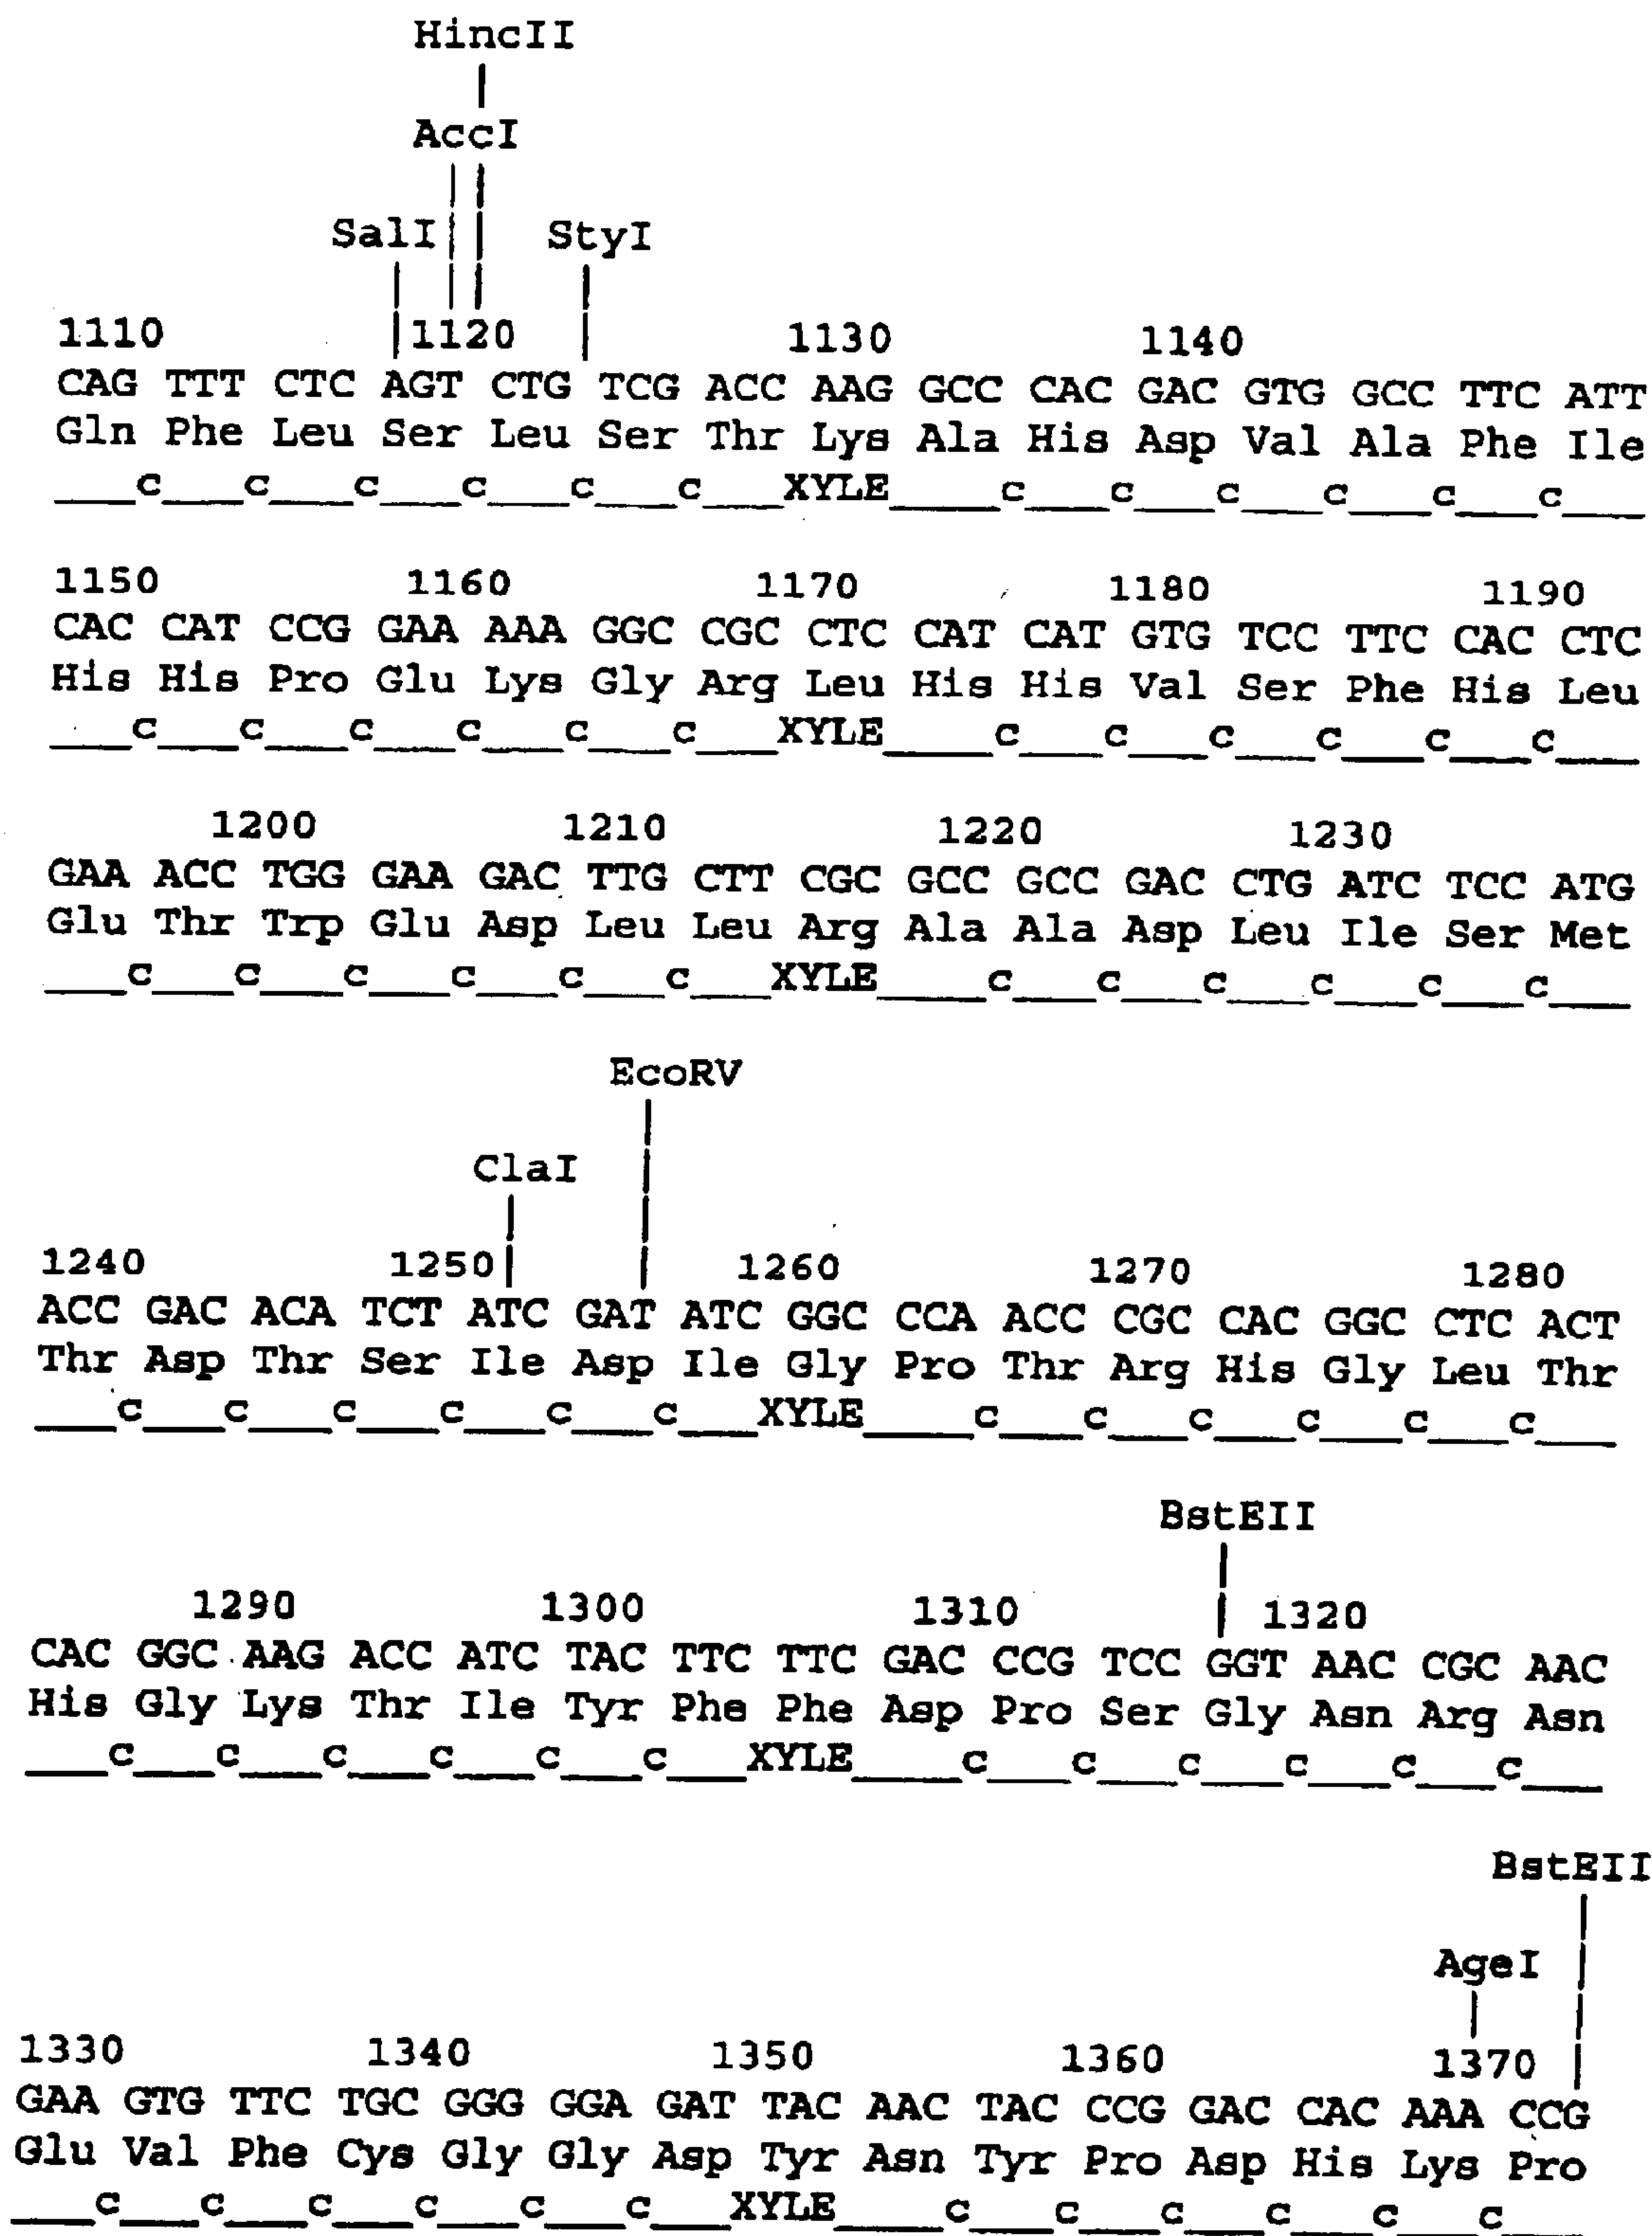 HincII
|
AccI
||
SalI|| StyI
| || |
1110 |1120 | 1130 1140
CAG TTT CTC AGT CTG TCG ACC AAG GCC CAC GAC GTG GCC TTC ATT
Gln Phe Leu Ser Leu Ser Thr Lys Ala His Asp Val Ala Phe Ile
___c___c___c___c___c___c___XYLE____c___c___c___c___c___c___
1150 1160 1170 1180 1190
CAC CAT CCG GAA AAA GGC CGC CTC CAT CAT GTG TCC TTC CAC CTC
His His Pro Glu Lys Gly Arg Leu His His Val Ser Phe His Leu
___c___c___c___c___c___c___XYLE____c___c___c___c___c___c___
1200 1210 1220 1230
GAA ACC TGG GAA GAC TTG CTT CGC GCC GCC GAC CTG ATC TCC ATG
Glu Thr Trp Glu Asp Leu Leu Arg Ala Ala Asp Leu Ile Ser Met
___c___c___c___c___c___c___XYLE____c___c___c___c___c___c___
EcoRV
|
ClaI |
| |
1240 1250| | 1260 1270 1280
ACC GAC ACA TCT ATC GAT ATC GGC CCA ACC CGC CAC GGC CTC ACT
Thr Asp Thr Ser Ile Asp Ile Gly Pro Thr Arg His Gly Leu Thr
___c___c___c___c___c___c___XYLE____c___c___c___c___c___c___
BstEII
|
1290 1300 1310 | 1320
CAC GGC AAG ACC ATC TAC TTC TTC GAC CCG TCC GGT AAC CGC AAC
His Gly Lys Thr Ile Tyr Phe Phe Asp Pro Ser Gly Asn Arg Asn
___c___c___c___c___c___c___XYLE____c___c___c___c___c___c___
BstEII
|
AgeI |
| |
1330 1340 1350 1360 1370 |
GAA GTG TTC TGC GGG GGA GAT TAC AAC TAC CCG GAC CAC AAA CCG
Glu Val Phe Cys Gly Gly Asp Tyr Asn Tyr Pro Asp His Lys Pro
___c___c___c___c___c___c___XYLE____c___c___c___c___c___c___